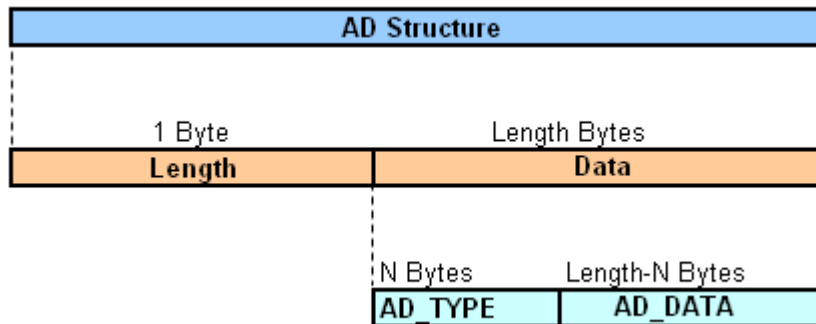 AD Structure
1 Byte Length Bytes
Length Data
N Bytes Length-N Bytes
AD_TYPE AD_DATA